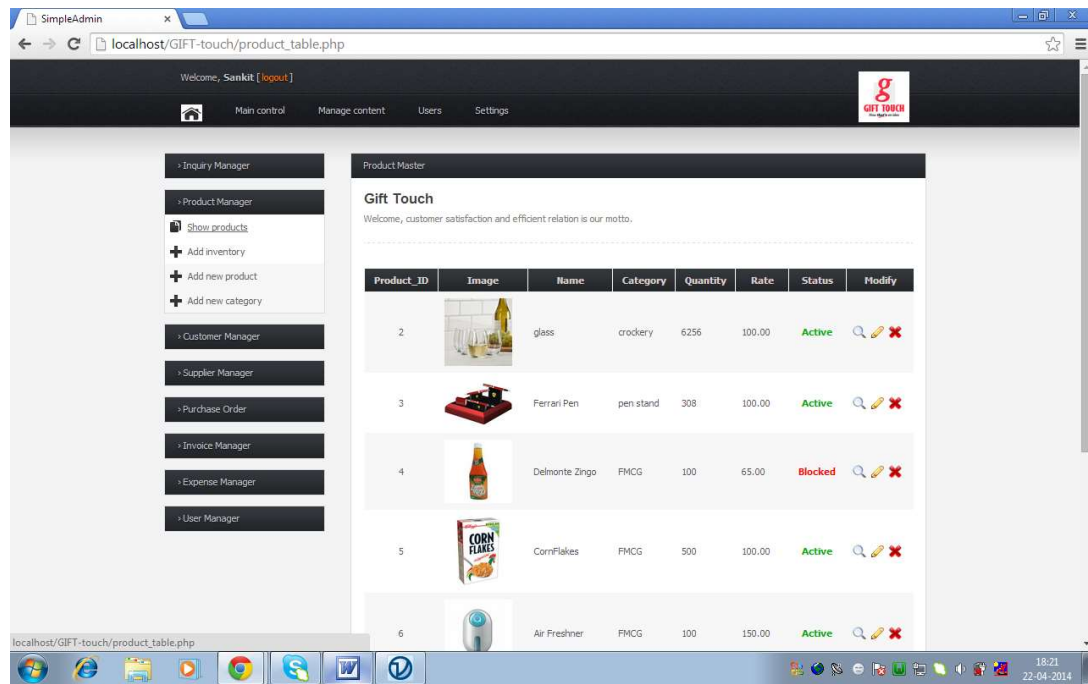 SimpleAdmin
localhost/GIFT-touch/product_table.php
Welcome, Sankit [ logout ]
g
GIFT TOUCH
Main control Manage content Users Settings
› Inquiry Manager
› Product Manager
Show products
Add inventory
Add new product
Add new category
› Customer Manager
› Supplier Manager
› Purchase Order
› Invoice Manager
› Expense Manager
› User Manager
Product Master
Gift Touch
Welcome, customer satisfaction and efficient relation is our motto.
Product_ID Image Name Category Quantity Rate Status Modify
2 glass crockery 6256 100.00 Active
3 Ferrari Pen pen stand 308 100.00 Active
4 Delmonte Zingo FMCG 100 65.00 Blocked
CORN
FLAKES
5 CornFlakes FMCG 500 100.00 Active
6 Air Freshner FMCG 100 150.00 Active
localhost/GIFT-touch/product_table.php
18:21
22-04-2014